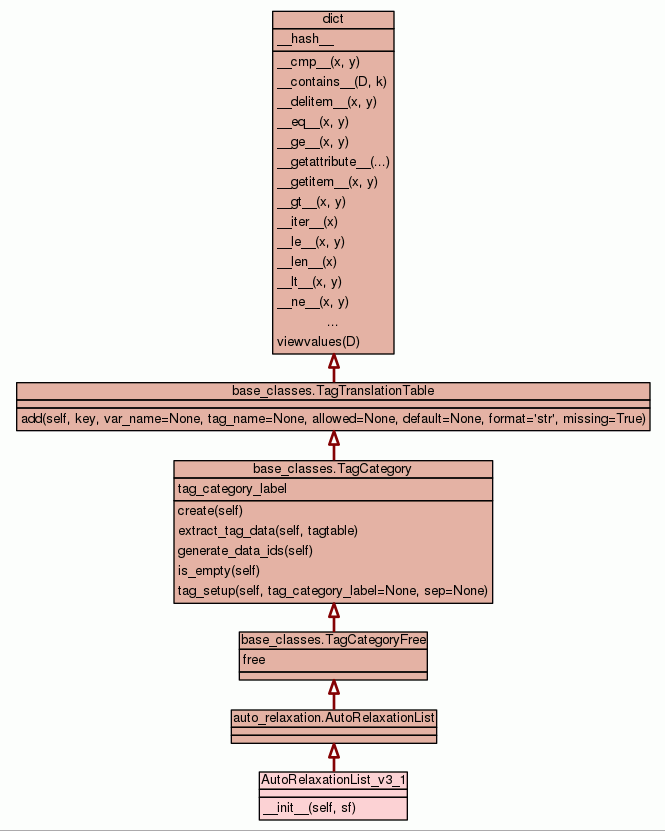 dict
__hash__
__cmp__(x, y)
__contains__(D, k)
__delitem__(x, y)
__eq__(x, y)
__ge__(x, y)
__getattribute__(...)
__getitem__(x, y)
__gt__(x, y)
__iter__(x)
__le__(x, y)
__len__(x)
__lt__(x, y)
__ne__(x, y)
...
viewvalues(D)
base_classes.TagTranslationTable
add(self, key, var_name=None, tag_name=None, allowed=None, default=None, format='str', missing=True)
base_classes.TagCategory
tag_category_label
create(self)
extract_tag_data(self, tagtable)
generate_data_ids(self)
is_empty(self)
tag_setup(self, tag_category_label=None, sep=None)
base_classes.TagCategoryFree
free
auto_relaxation.AutoRelaxationList
AutoRelaxationList_v3_1
__init__(self, sf)